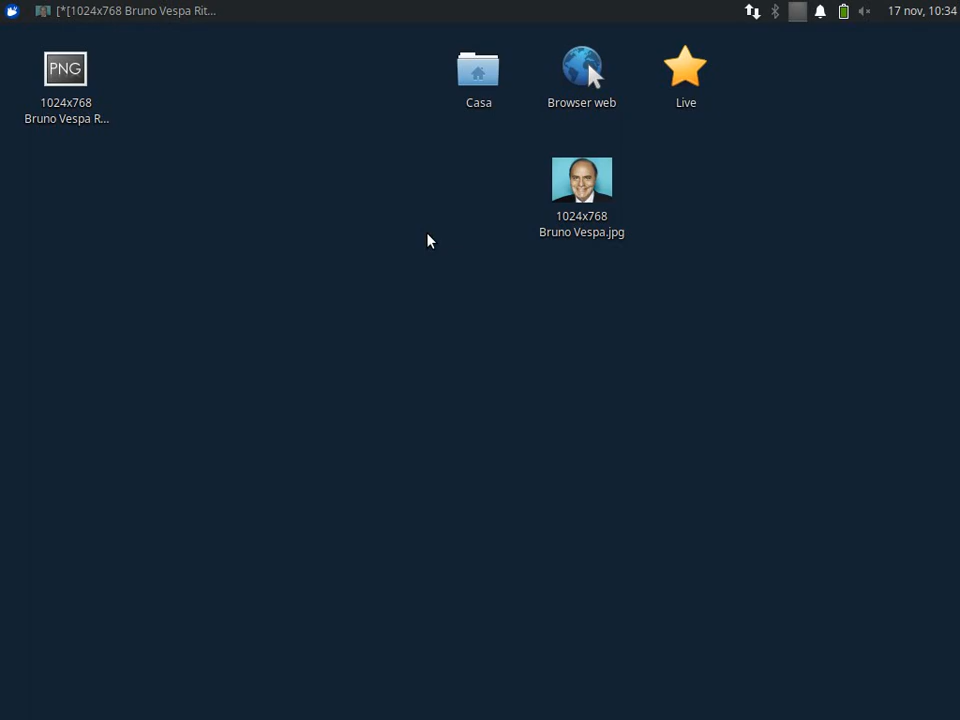 [*[1024x768 Bruno Vespa Rit...
17 nov, 10:34
PNG
1024x768
Bruno Vespa R...
Casa
Browser web
Live
1024x768
Bruno Vespa.jpg